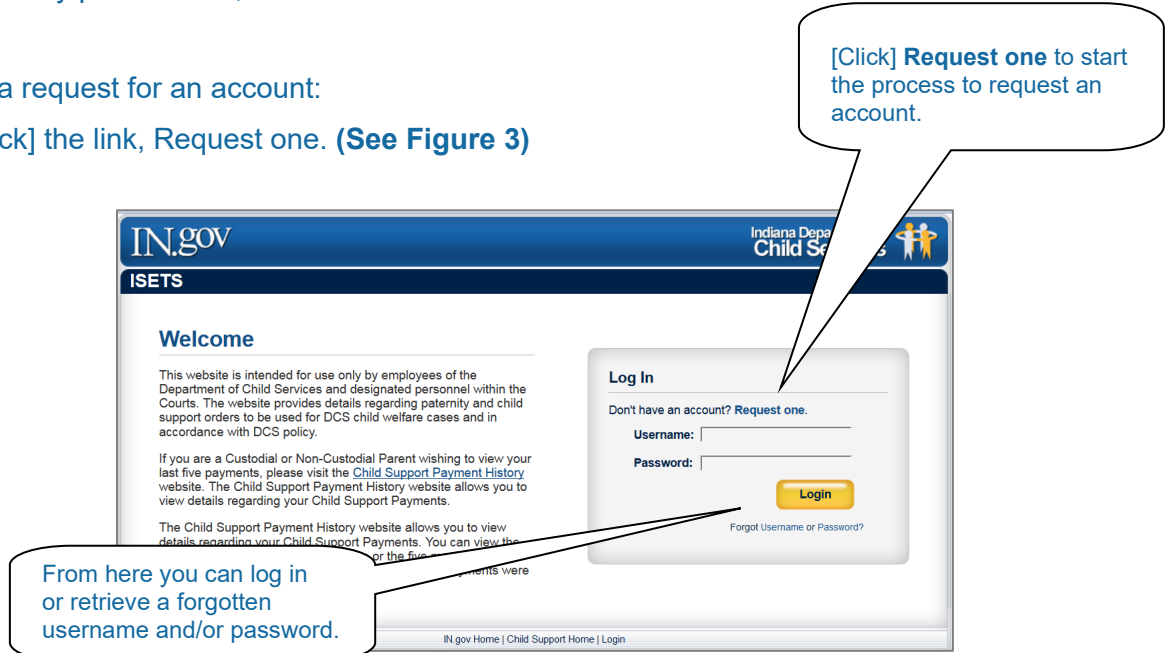 [Click] Request one to start
the process to request an
account.
a request for an account:
ck] the link, Request one. (See Figure 3)
IN.gov
Indiana
Child
ISETS
Welcome
This website is intended for use only by employees of the
Department of Child Services and designated personnel within the
Courts. The website provides details regarding paternity and child
support orders to be used for DCS child welfare cases and in
accordance with DCS policy.
If you are a Custodial or Non-Custodial Parent wishing to view your
last five payments, please visit the Child Support Payment History
website. The Child Support Payment History website allows you to
view details regarding your Child Support Payments.
The Child Support Payment History website allows you to view
details regarding your Child Support Payments. You can view the
or the five
were
Log In
Don't have an account? Request one.
Username:
Password:
Login
Forgot Username or Password?
From here you can log in
or retrieve a forgotten
username and/or password.
IN.gov Home | Child Support Home | Login